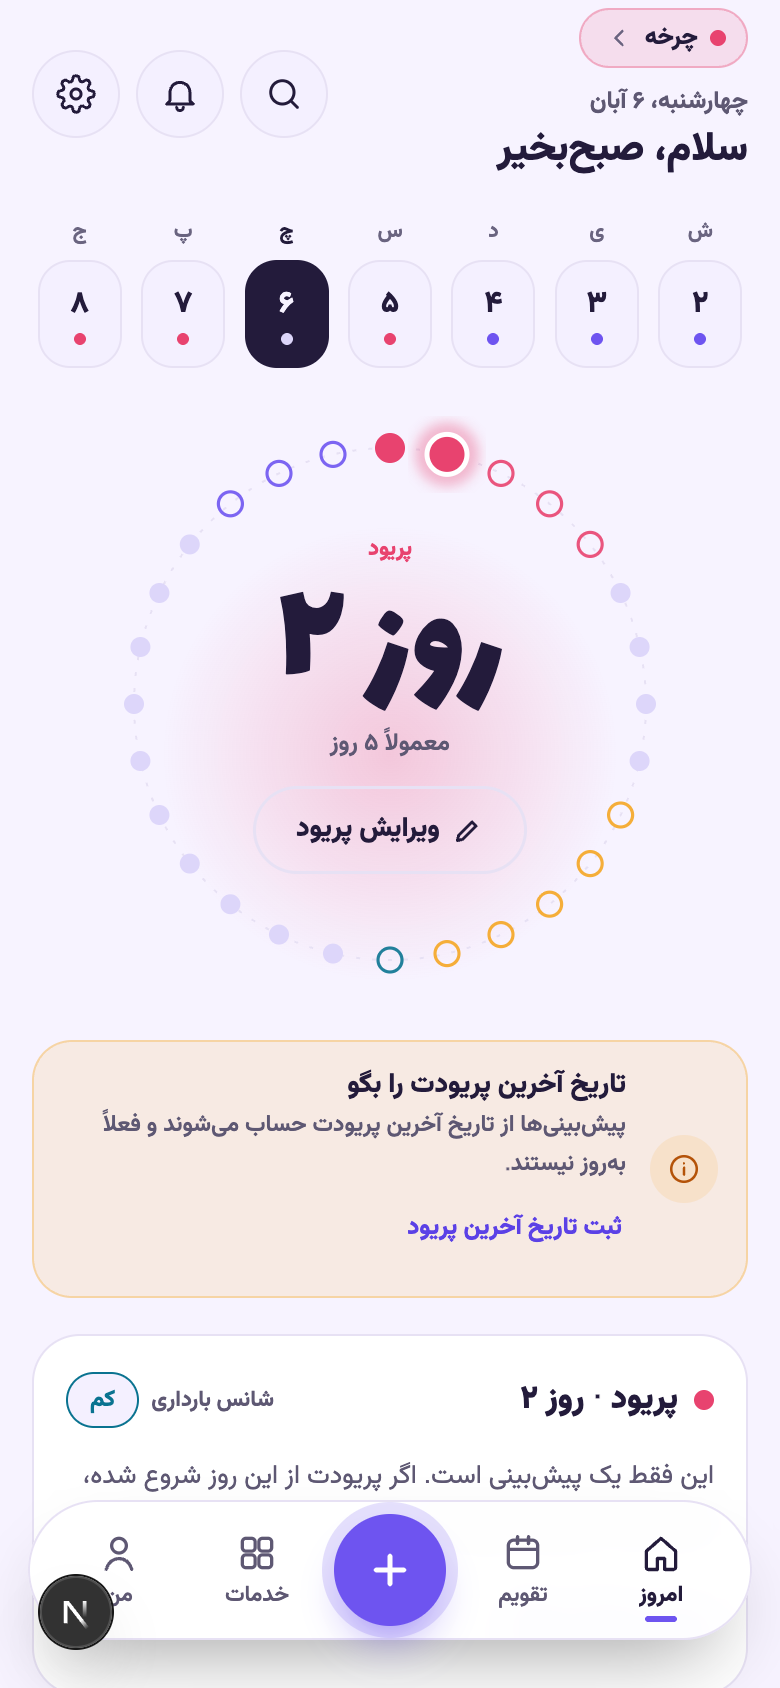 چرخه
چهارشنبه، ۶ آبان
سلام، صبح‌بخیر
ش ی د س چ پ ج
۲ ۳ ۴ ۵ ۶ ۷ ۸
پریود
روز ۲
معمولاً ۵ روز
ویرایش پریود
تاریخ آخرین پریودت را بگو
پیش‌بینی‌ها از تاریخ آخرین پریودت حساب می‌شوند و فعلاً
به‌روز نیستند.
ثبت تاریخ آخرین پریود
پریود · روز ۲
شانس بارداری کم
این فقط یک پیش‌بینی است. اگر پریودت از این روز شروع شده،
امروز تقویم خدمات من
N